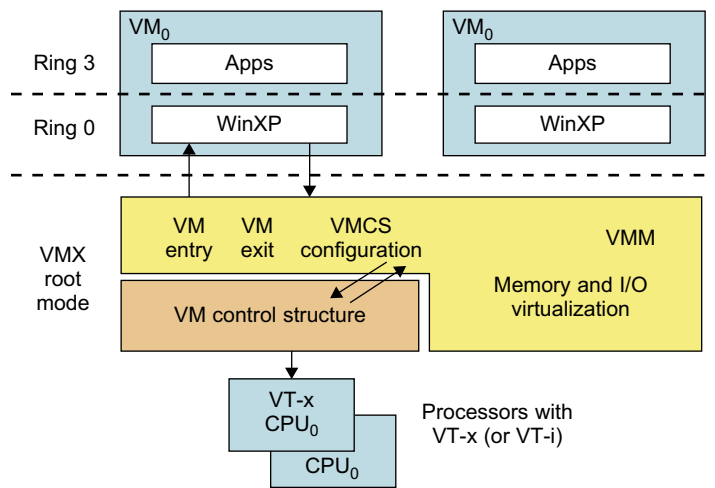 VM₀
VM₀
Ring 3
Apps
Apps
Ring 0
WinXP
WinXP
VMX
root
mode
VM
entry
VM
exit
VMCS
configuration
VMM
Memory and I/O
virtualization
VM control structure
VT-x
CPU₀
CPU₀
Processors with
VT-x (or VT-i)